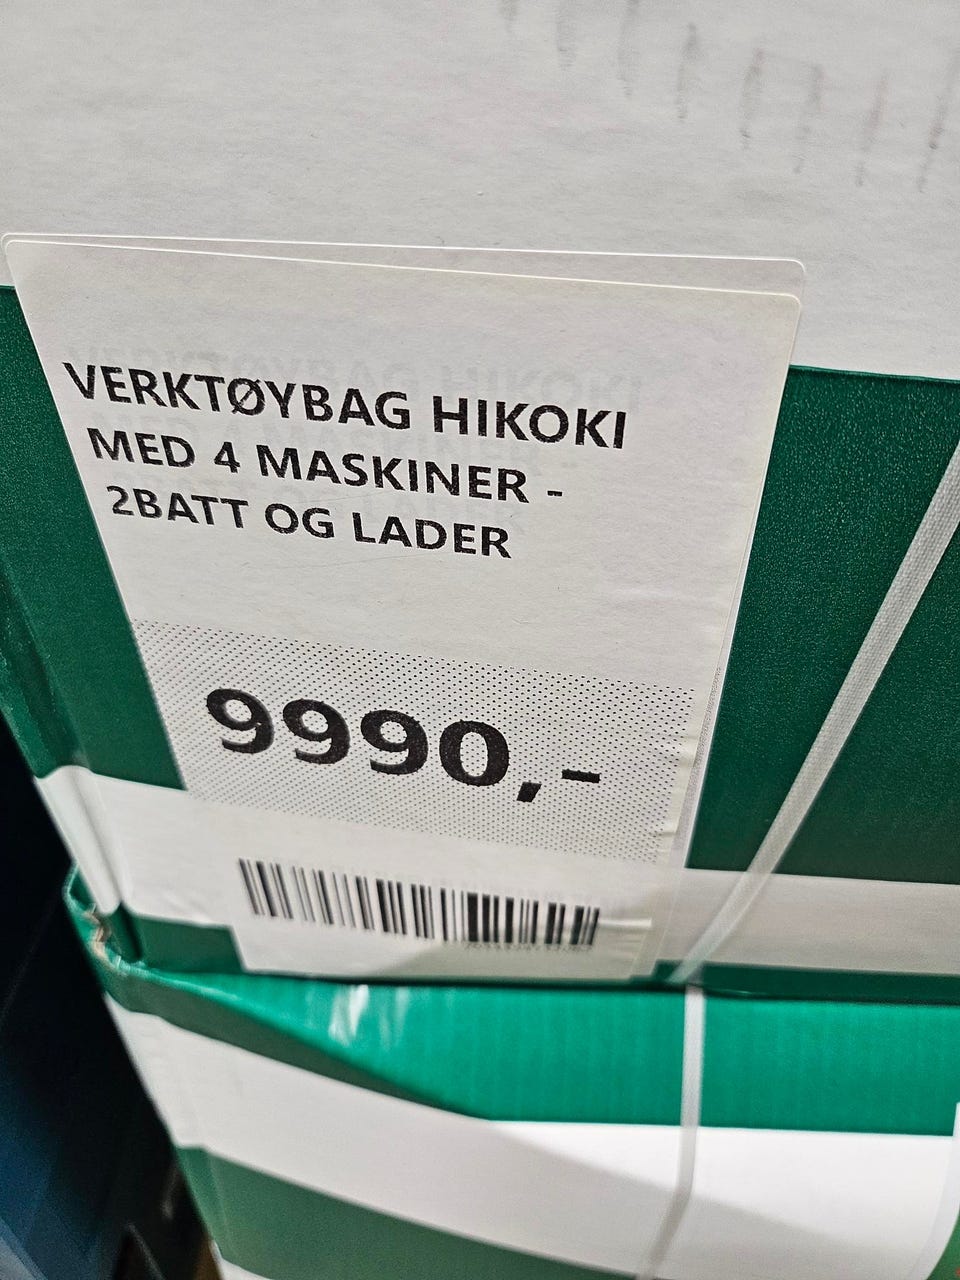 VERKTØYBAG HIKOKI
MED 4 MASKINER -
2BATT OG LADER
9990,-